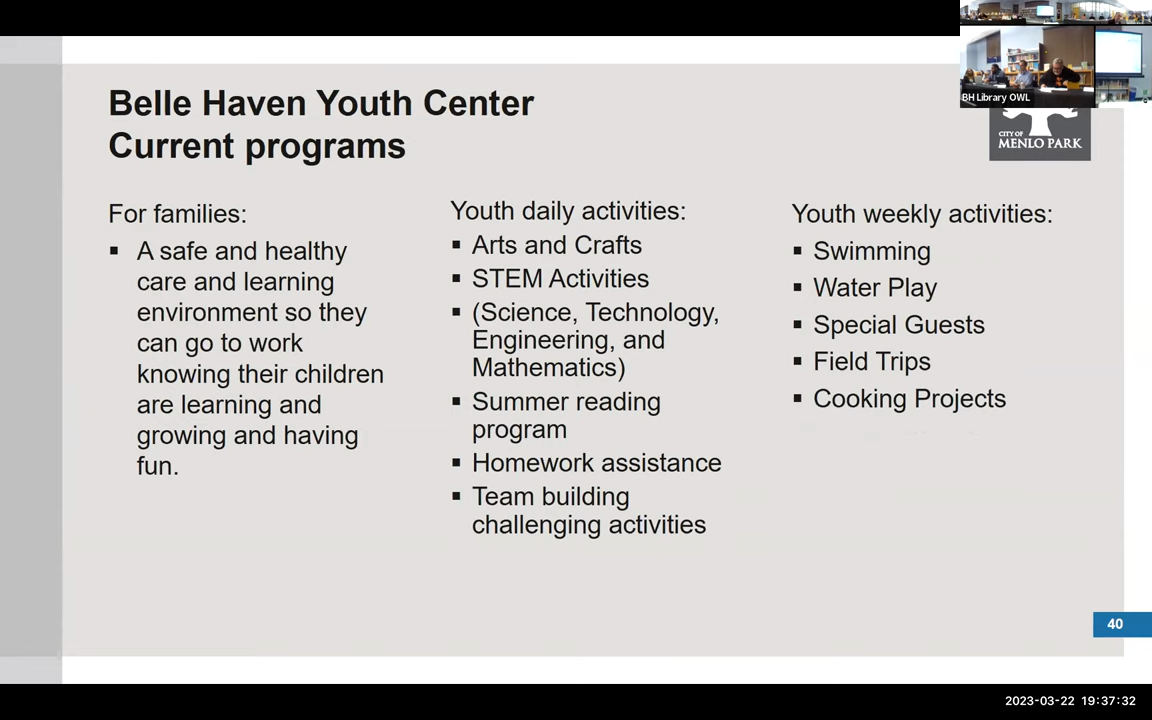 BH Library OWL
CITY OF
MENLO PARK
Belle Haven Youth Center
Current programs
For families:
▪ A safe and healthy
care and learning
environment so they
can go to work
knowing their children
are learning and
growing and having
fun.
Youth daily activities:
▪ Arts and Crafts
▪ STEM Activities
▪ (Science, Technology,
Engineering, and
Mathematics)
▪ Summer reading
program
▪ Homework assistance
▪ Team building
challenging activities
Youth weekly activities:
▪ Swimming
▪ Water Play
▪ Special Guests
▪ Field Trips
▪ Cooking Projects
40
2023-03-22 19:37:32